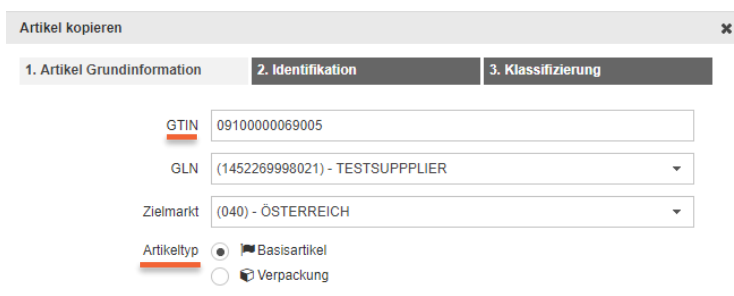 Artikel kopieren
1. Artikel Grundinformation 2. Identifikation 3. Klassifizierung
GTIN 09100000069005
GLN (1452269998021) - TESTSUPPPLIER
Zielmarkt (040) - ÖSTERREICH
Artikeltyp Basisartikel
Verpackung